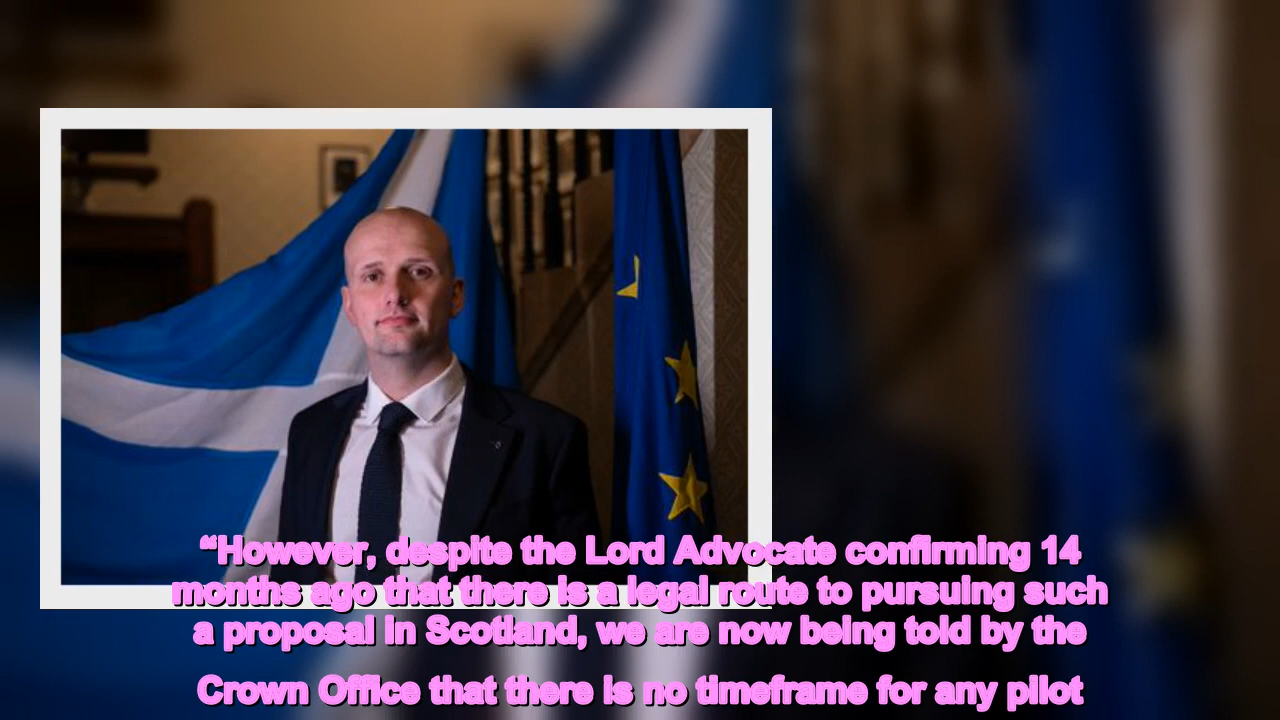 “However, despite the Lord Advocate confirming 14
months ago that there is a legal route to pursuing such
a proposal in Scotland, we are now being told by the
Crown Office that there is no timeframe for any pilot